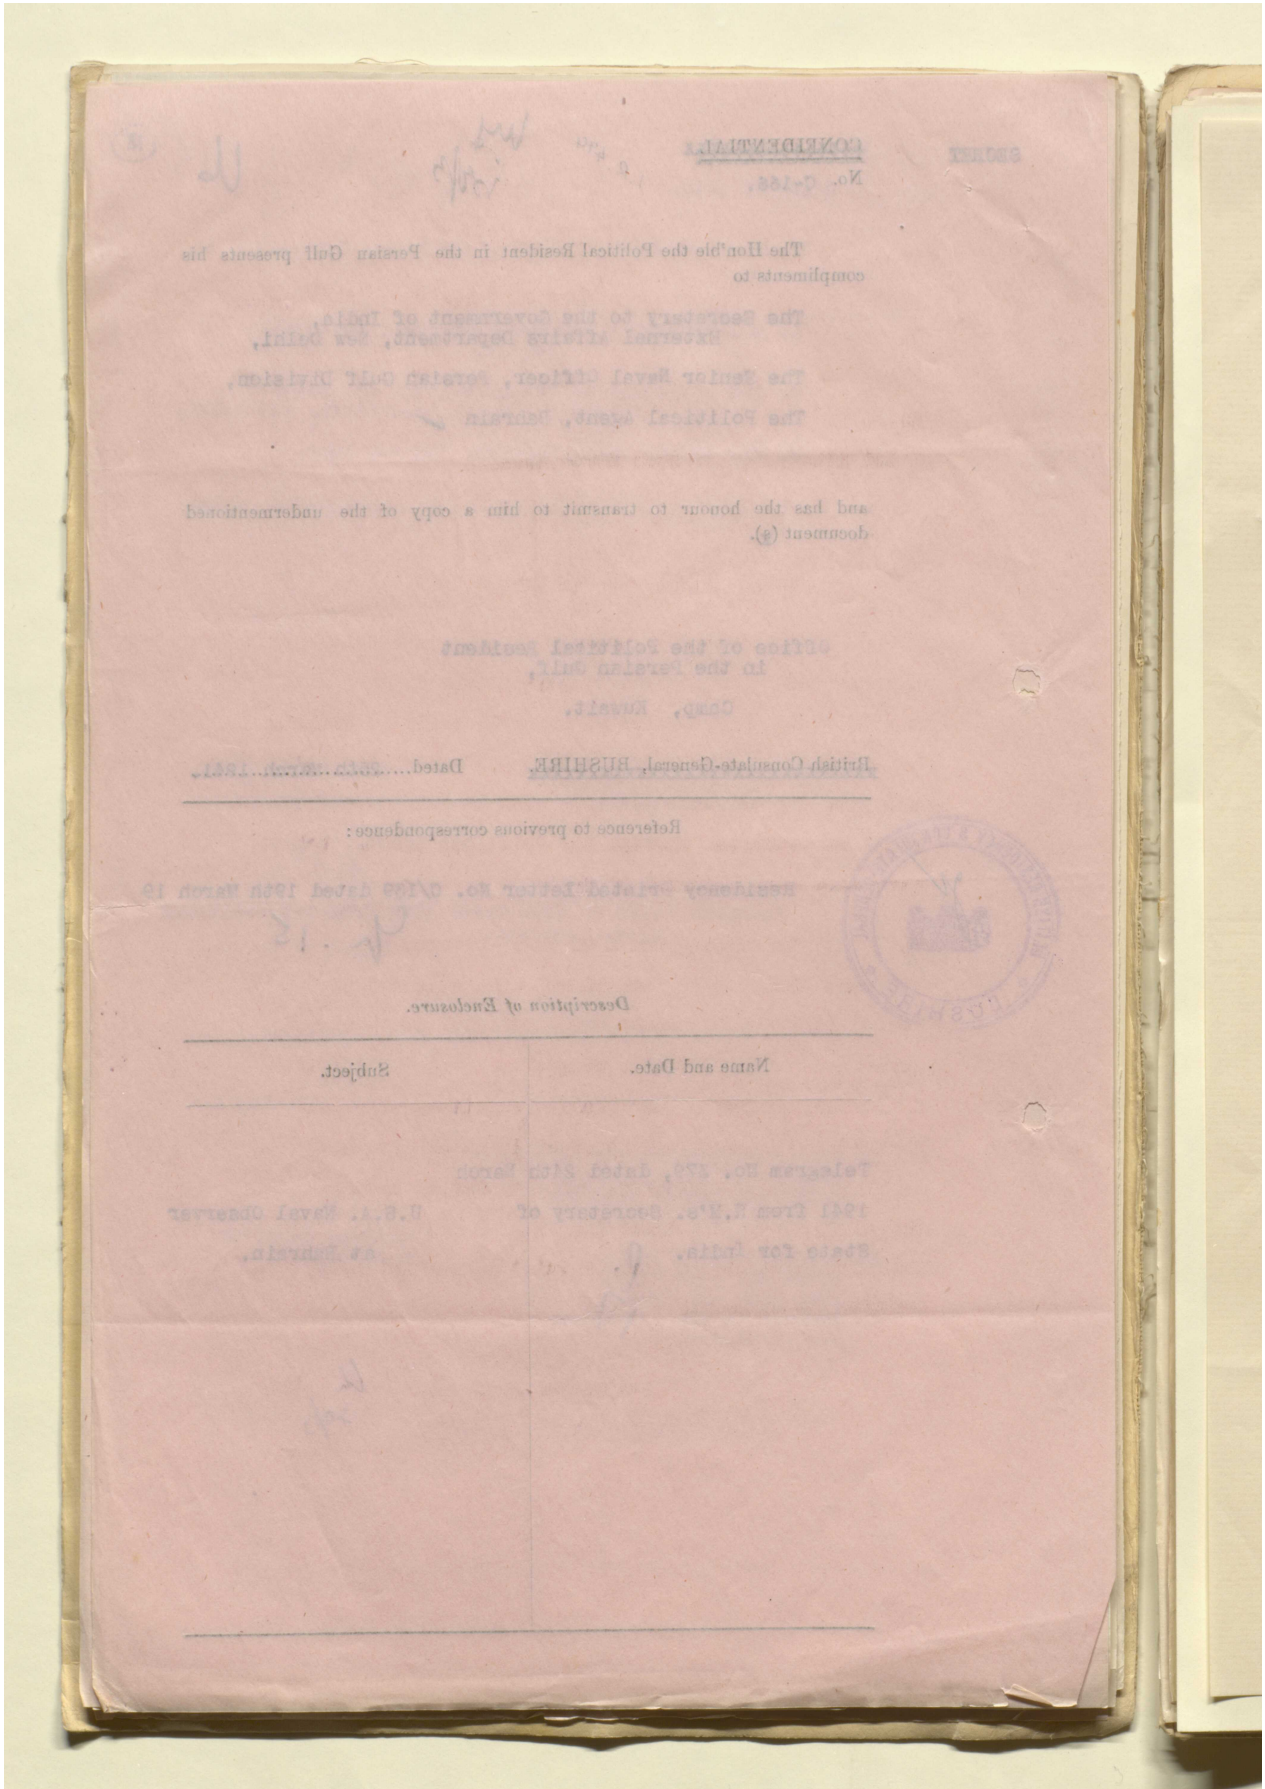 SECRET
CONFIDENTIAL
No. C-166.
The Hon'ble the Political Resident in the Persian Gulf presents his
compliments to
The Secretary to the Government of India,
External Affairs Department, New Delhi,
The Senior Naval Officer, Persian Gulf Division,
The Political Agent, Bahrain
and has the honour to transmit to him a copy of the undermentioned
document (s).
Office of the Political Resident
in the Persian Gulf,
Camp, Kuwait.
British Consulate-General, BUSHIRE.
Dated 26th March 1941.
Reference to previous correspondence:
Residency Printed Letter No. C/139 dated 19th March 19
Description of Enclosure.
Name and Date.
Subject.
Telegram No. dated 24th March
1941 from H.M's. Secretary of
State for India.
U.S.A. Naval Observer
at Bahrain.